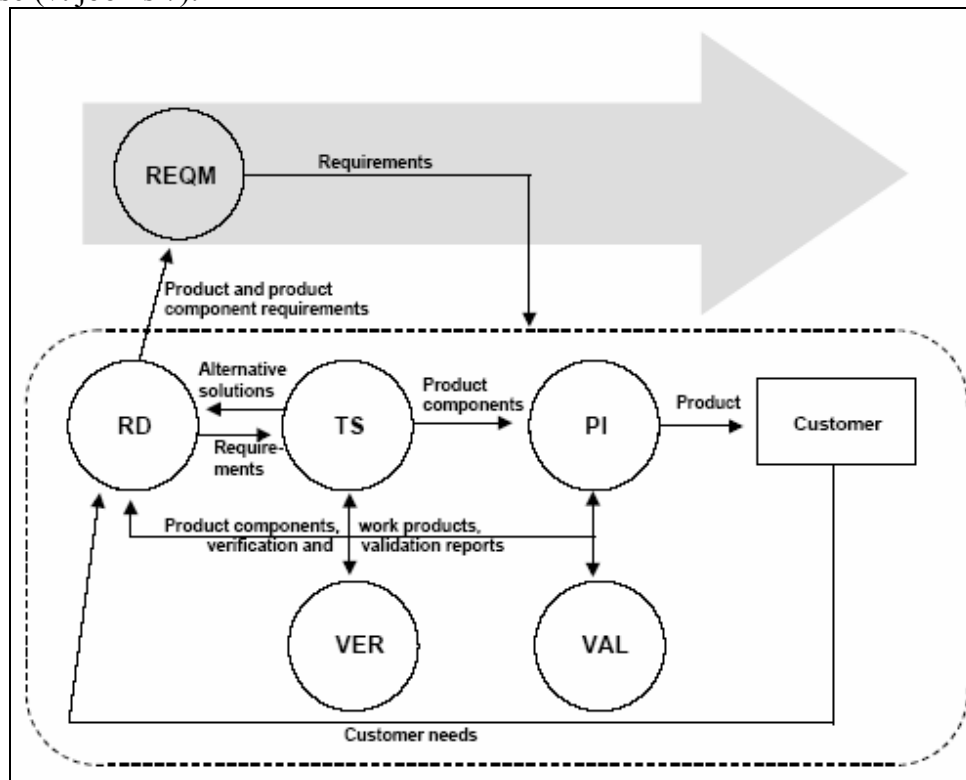 REQM
Requirements
Product and product
component requirements
Alternative
solutions
Product
components
Product
RD
TS
PI
Customer
Require-
ments
Product components,
work products,
verification and
validation reports
VER
VAL
Customer needs